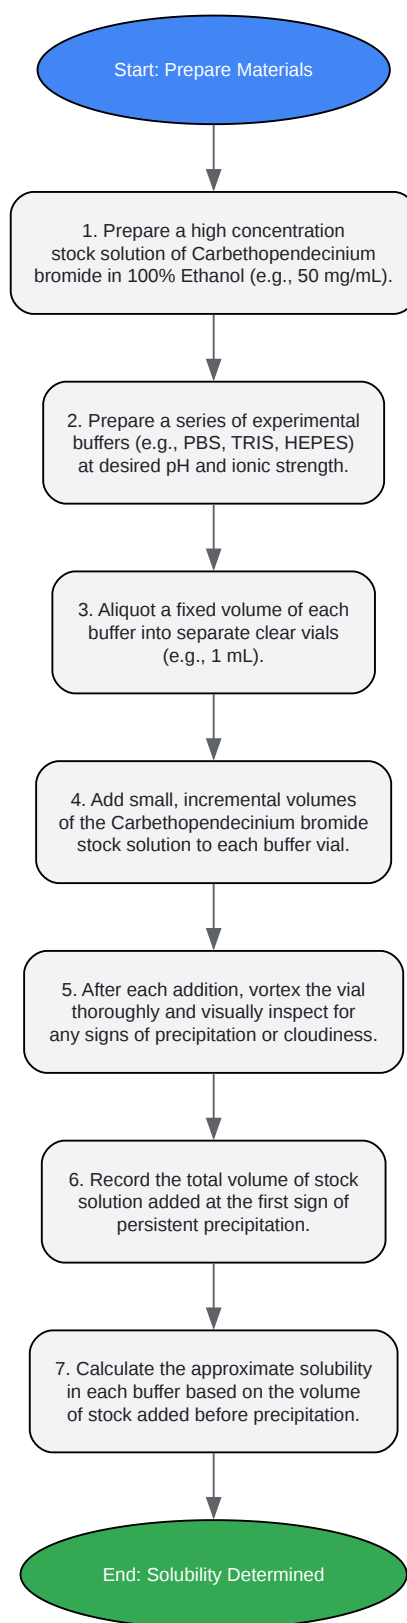 Start: Prepare Materials
1. Prepare a high concentration
stock solution of Carbethopendecinium
bromide in 100% Ethanol (e.g., 50 mg/mL).
2. Prepare a series of experimental
buffers (e.g., PBS, TRIS, HEPES)
at desired pH and ionic strength.
3. Aliquot a fixed volume of each
buffer into separate clear vials
(e.g., 1 mL).
4. Add small, incremental volumes
of the Carbethopendecinium bromide
stock solution to each buffer vial.
5. After each addition, vortex the vial
thoroughly and visually inspect for
any signs of precipitation or cloudiness.
6. Record the total volume of stock
solution added at the first sign of
persistent precipitation.
7. Calculate the approximate solubility
in each buffer based on the volume
of stock added before precipitation.
End: Solubility Determined